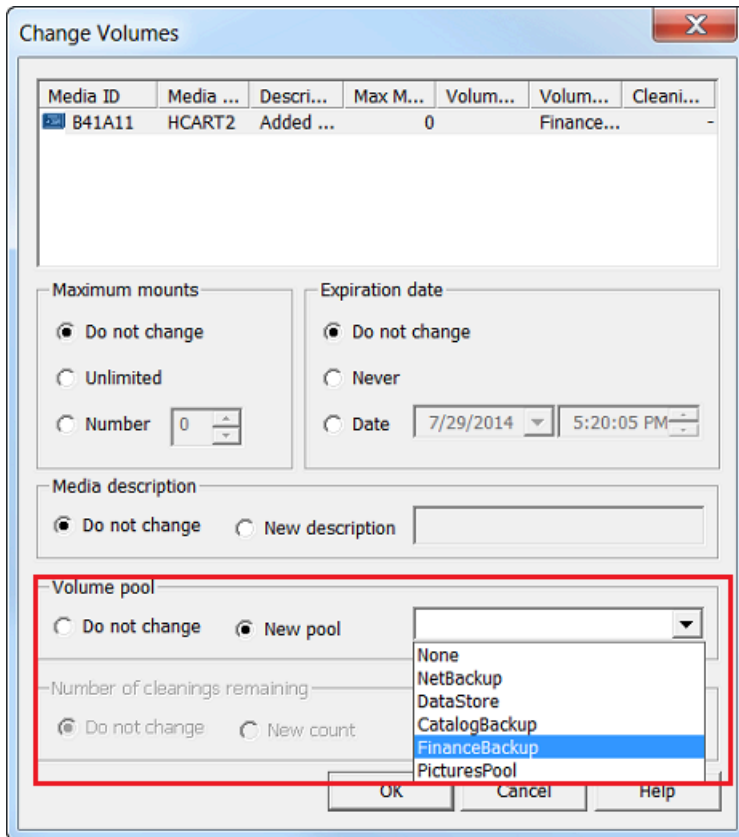 Change Volumes
Media ID Media ... Descri... Max M... Volum... Volum... Cleani...
B41A11 HCART2 Added ... 0 Finance... -
Maximum mounts Expiration date
Do not change Do not change
Unlimited Never
Number 0 Date 7/29/2014 5:20:05 PM
Media description
Do not change New description
Volume pool
Do not change New pool
None
NetBackup
Number of cleanings remaining DataStore
Do not change New count CatalogBackup
FinanceBackup
PicturesPool
OK Cancel Help